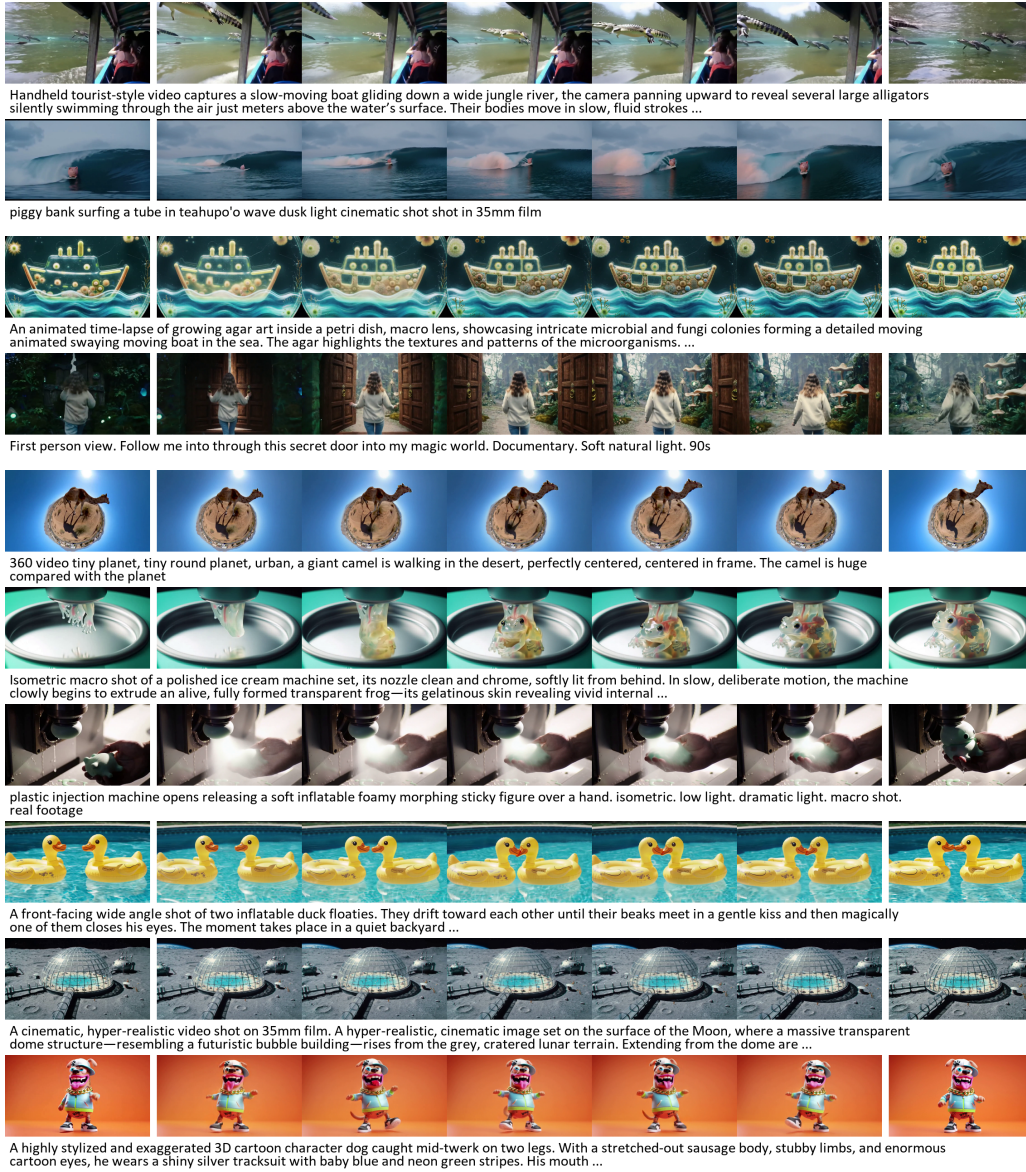 Handheld tourist-style video captures a slow-moving boat gliding down a wide jungle river, the camera panning upward to reveal several large alligators
silently swimming through the air just meters above the water's surface. Their bodies move in slow, fluid strokes ...
piggy bank surfing a tube in teahupo'o wave dusk light cinematic shot shot in 35mm film
An animated time-lapse of growing agar art inside a petri dish, macro lens, showcasing intricate microbial and fungi colonies forming a detailed moving
animated swaying moving boat in the sea. The agar highlights the textures and patterns of the microorganisms. ...
First person view. Follow me into through this secret door into my magic world. Documentary. Soft natural light. 90s
360 video tiny planet, tiny round planet, urban, a giant camel is walking in the desert, perfectly centered, centered in frame. The camel is huge
compared with the planet
Isometric macro shot of a polished ice cream machine set, its nozzle clean and chrome, softly lit from behind. In slow, deliberate motion, the machine
clowly begins to extrude an alive, fully formed transparent frog—its gelatinous skin revealing vivid internal ...
plastic injection machine opens releasing a soft inflatable foamy morphing sticky figure over a hand. isometric. low light. dramatic light. macro shot.
real footage
A front-facing wide angle shot of two inflatable duck floaties. They drift toward each other until their beaks meet in a gentle kiss and then magically
one of them closes his eyes. The moment takes place in a quiet backyard ...
A cinematic, hyper-realistic video shot on 35mm film. A hyper-realistic, cinematic image set on the surface of the Moon, where a massive transparent
dome structure—resembling a futuristic bubble building—rises from the grey, cratered lunar terrain. Extending from the dome are ...
A highly stylized and exaggerated 3D cartoon character dog caught mid-twerk on two legs. With a stretched-out sausage body, stubby limbs, and enormous
cartoon eyes, he wears a shiny silver tracksuit with baby blue and neon green stripes. His mouth ...